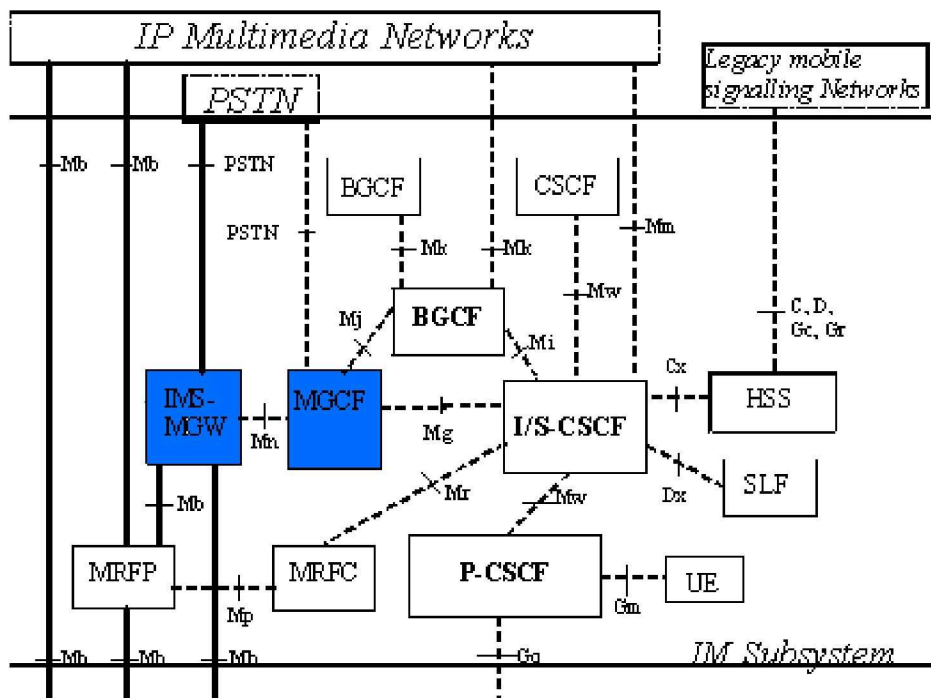 IP Multimedia Networks
Legacy mobile
signalling Networks
PSTN
Mb
Mb
PSTN
BGCF
CSCF
PSTN
Mk
Mk
Mm
Mw
C, D,
Gc, Gr
Mj
BGCF
Mi
Cx
IMS-
MGW
MGCF
HSS
Mn
Mg
I/S-CSCF
Mb
Mr
Mw
Dx
SLF
MRFP
MRFC
P-CSCF
UE
Mp
Gm
Mb
Mb
Mb
Go
IM Subsystem